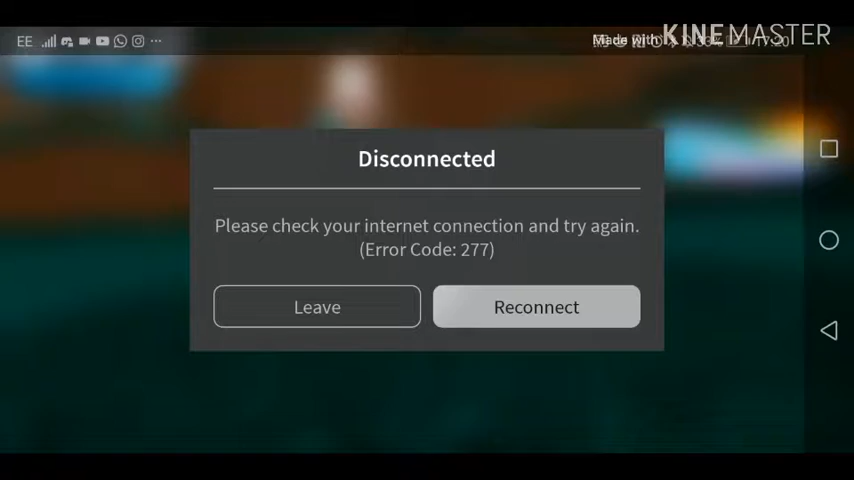 EE
Made with
KINEMASTER
Disconnected
Please check your internet connection and try again.
(Error Code: 277)
Leave
Reconnect